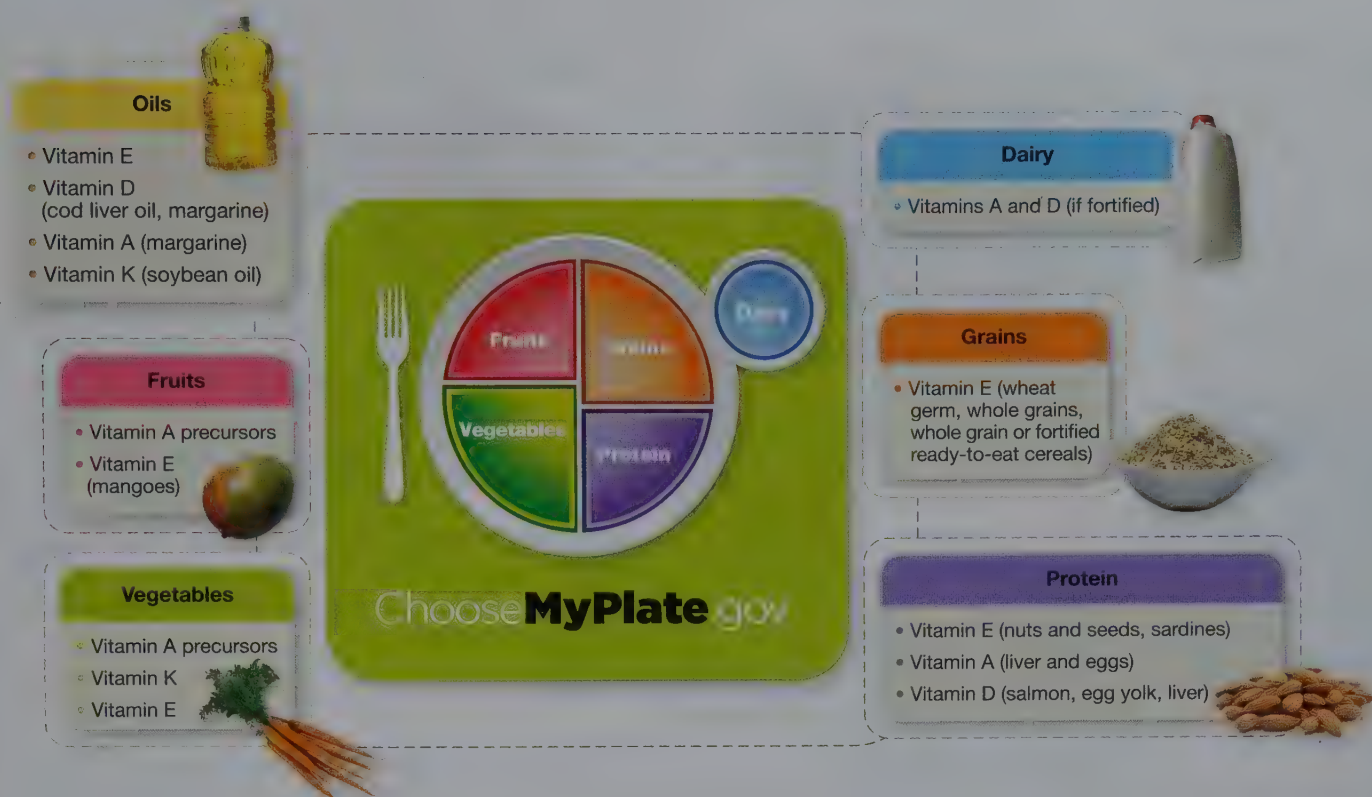 Oils
• Vitamin E
• Vitamin D
(cod liver oil, margarine)
• Vitamin A (margarine)
• Vitamin K (soybean oil)
Fruits
• Vitamin A precursors
• Vitamin E
(mangoes)
Vegetables
• Vitamin A precursors
• Vitamin K
• Vitamin E
Fruits
Grains
Dairy
Vegetables
Protein
ChooseMyPlate.gov
Dairy
• Vitamins A and D (if fortified)
Grains
• Vitamin E (wheat
germ, whole grains,
whole grain or fortified
ready-to-eat cereals)
Protein
• Vitamin E (nuts and seeds, sardines)
• Vitamin A (liver and eggs)
• Vitamin D (salmon, egg yolk, liver)